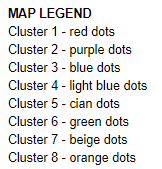 MAP LEGEND
Cluster 1 - red dots
Cluster 2 - purple dots
Cluster 3 - blue dots
Cluster 4 - light blue dots
Cluster 5 - cian dots
Cluster 6 - green dots
Cluster 7 - beige dots
Cluster 8 - orange dots